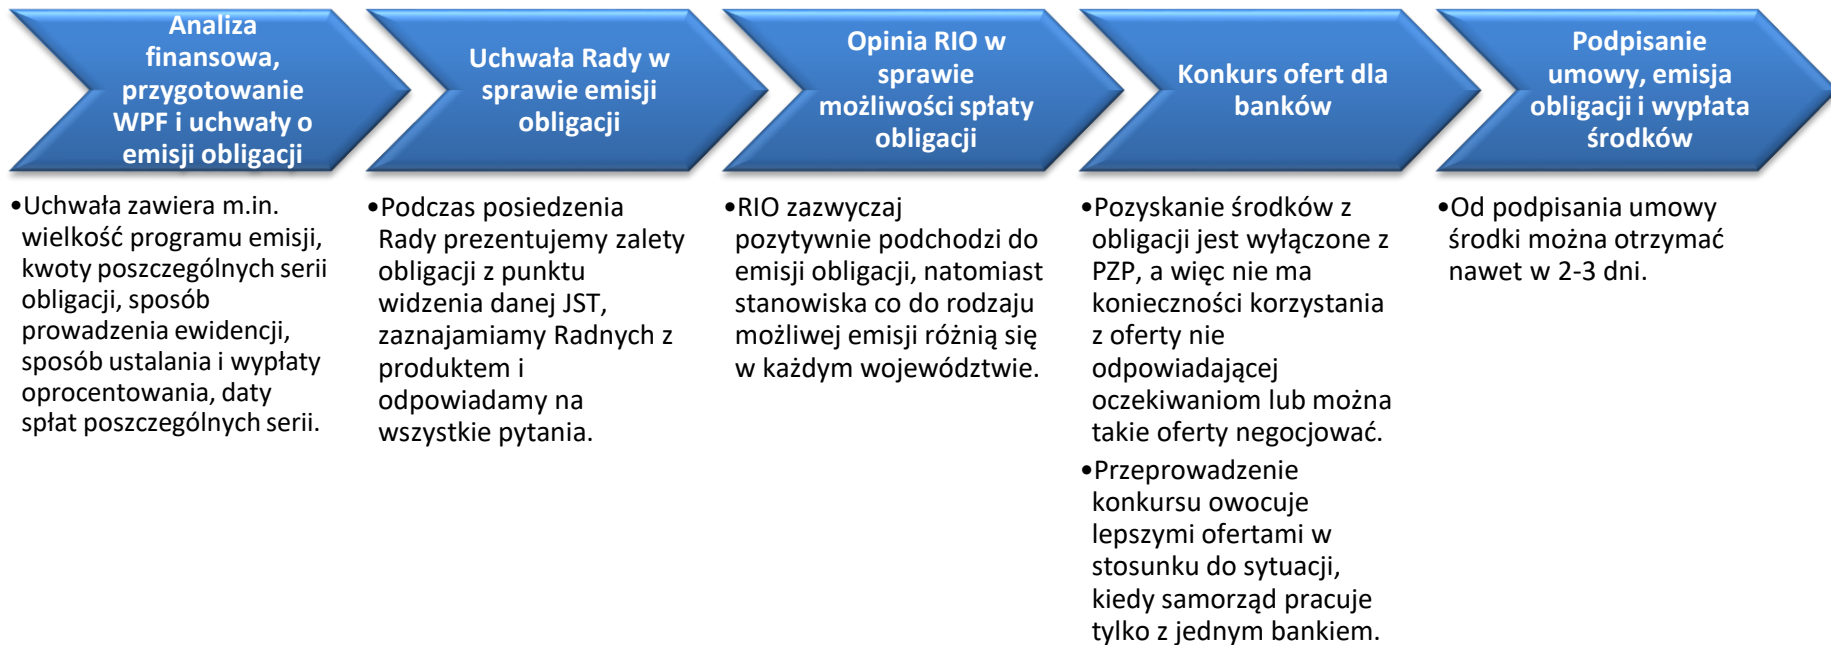 Analiza
finansowa,
przygotowanie
WPF i uchwały o
emisji obligacji
•Uchwała zawiera m.in.
wielkość programu emisji,
kwoty poszczególnych serii
obligacji, sposób
prowadzenia ewidencji,
sposób ustalania i wypłaty
oprocentowania, daty
spłat poszczególnych serii.
Uchwała Rady w
sprawie emisji
obligacji
•Podczas posiedzenia
Rady prezentujemy zalety
obligacji z punktu
widzenia danej JST,
zaznajamiamy Radnych z
produktem i
odpowiadamy na
wszystkie pytania.
Opinia RIO w
sprawie
możliwości spłaty
obligacji
•RIO zazwyczaj
pozytywnie podchodzi do
emisji obligacji, natomiast
stanowiska co do rodzaju
możliwej emisji różnią się
w każdym województwie.
Konkurs ofert dla
banków
•Pozyskanie środków z
obligacji jest wyłączone z
PZP, a więc nie ma
konieczności korzystania
z oferty nie
odpowiadającej
oczekiwaniom lub można
takie oferty negocjować.
•Przeprowadzenie
konkursu owocuje
lepszymi ofertami w
stosunku do sytuacji,
kiedy samorząd pracuje
tylko z jednym bankiem.
Podpisanie
umowy, emisja
obligacji i wypłata
środków
•Od podpisania umowy
środki można otrzymać
nawet w 2-3 dni.